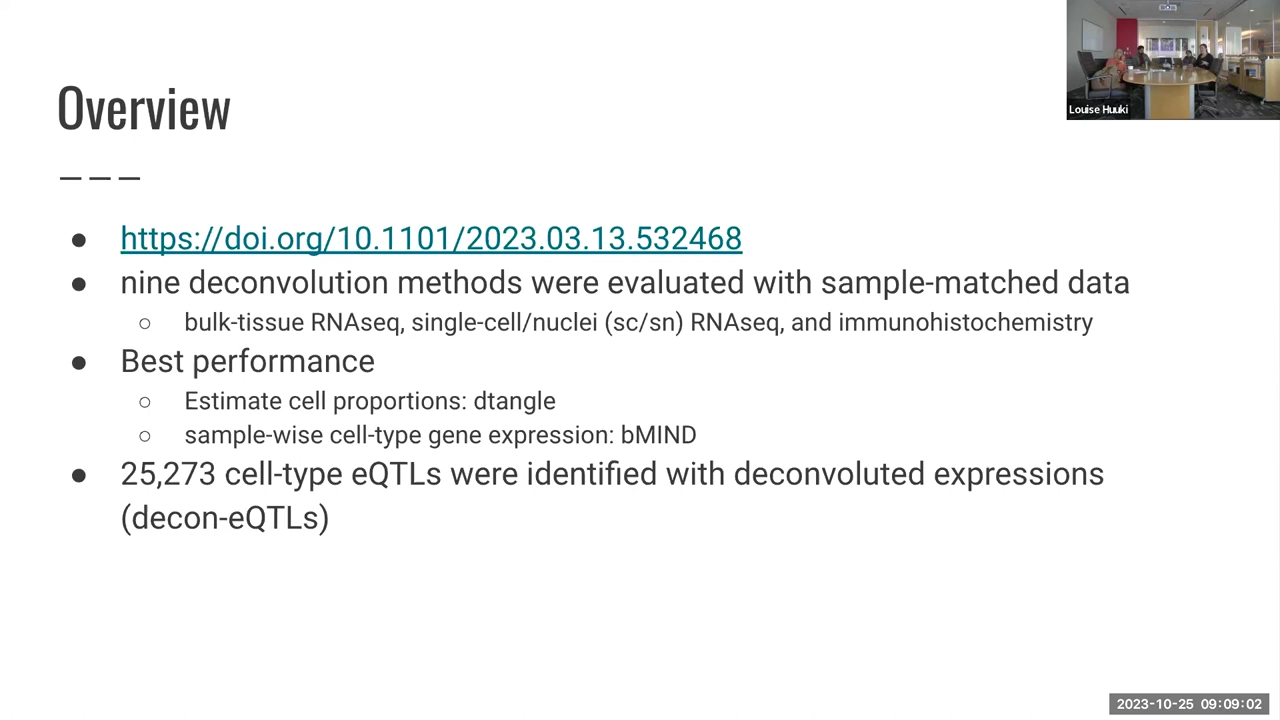 Louise Huuki
Overview
● https://doi.org/10.1101/2023.03.13.532468
● nine deconvolution methods were evaluated with sample-matched data
○ bulk-tissue RNAseq, single-cell/nuclei (sc/sn) RNAseq, and immunohistochemistry
● Best performance
○ Estimate cell proportions: dtangle
○ sample-wise cell-type gene expression: bMIND
● 25,273 cell-type eQTLs were identified with deconvoluted expressions
(decon-eQTLs)
2023-10-25 09:09:02